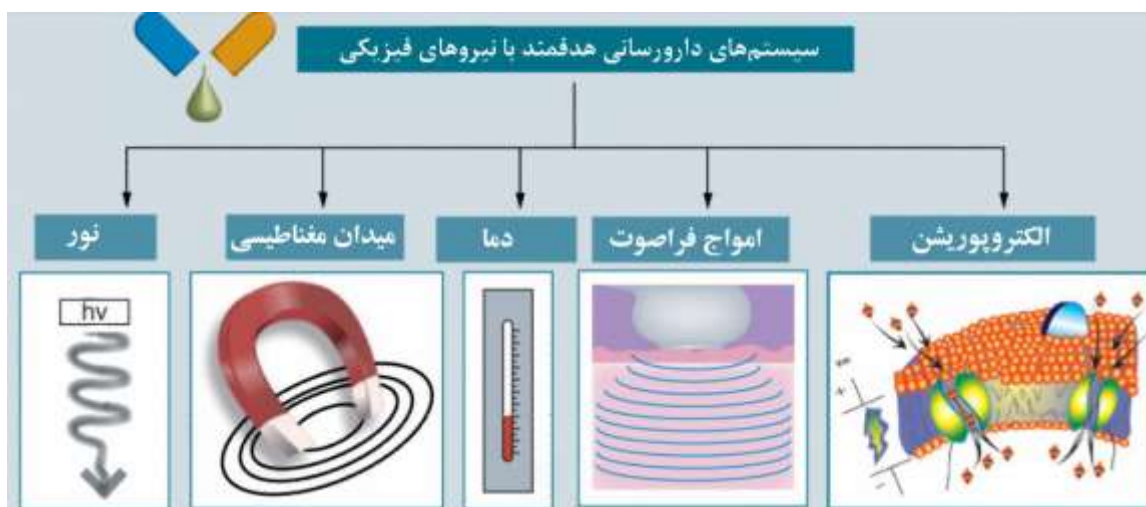 سیستم‌های دارورسانی هدفمند با نیروهای فیزیکی
الکتروپوریشن
امواج فراصوت
دما
میدان مغناطیسی
نور
hv